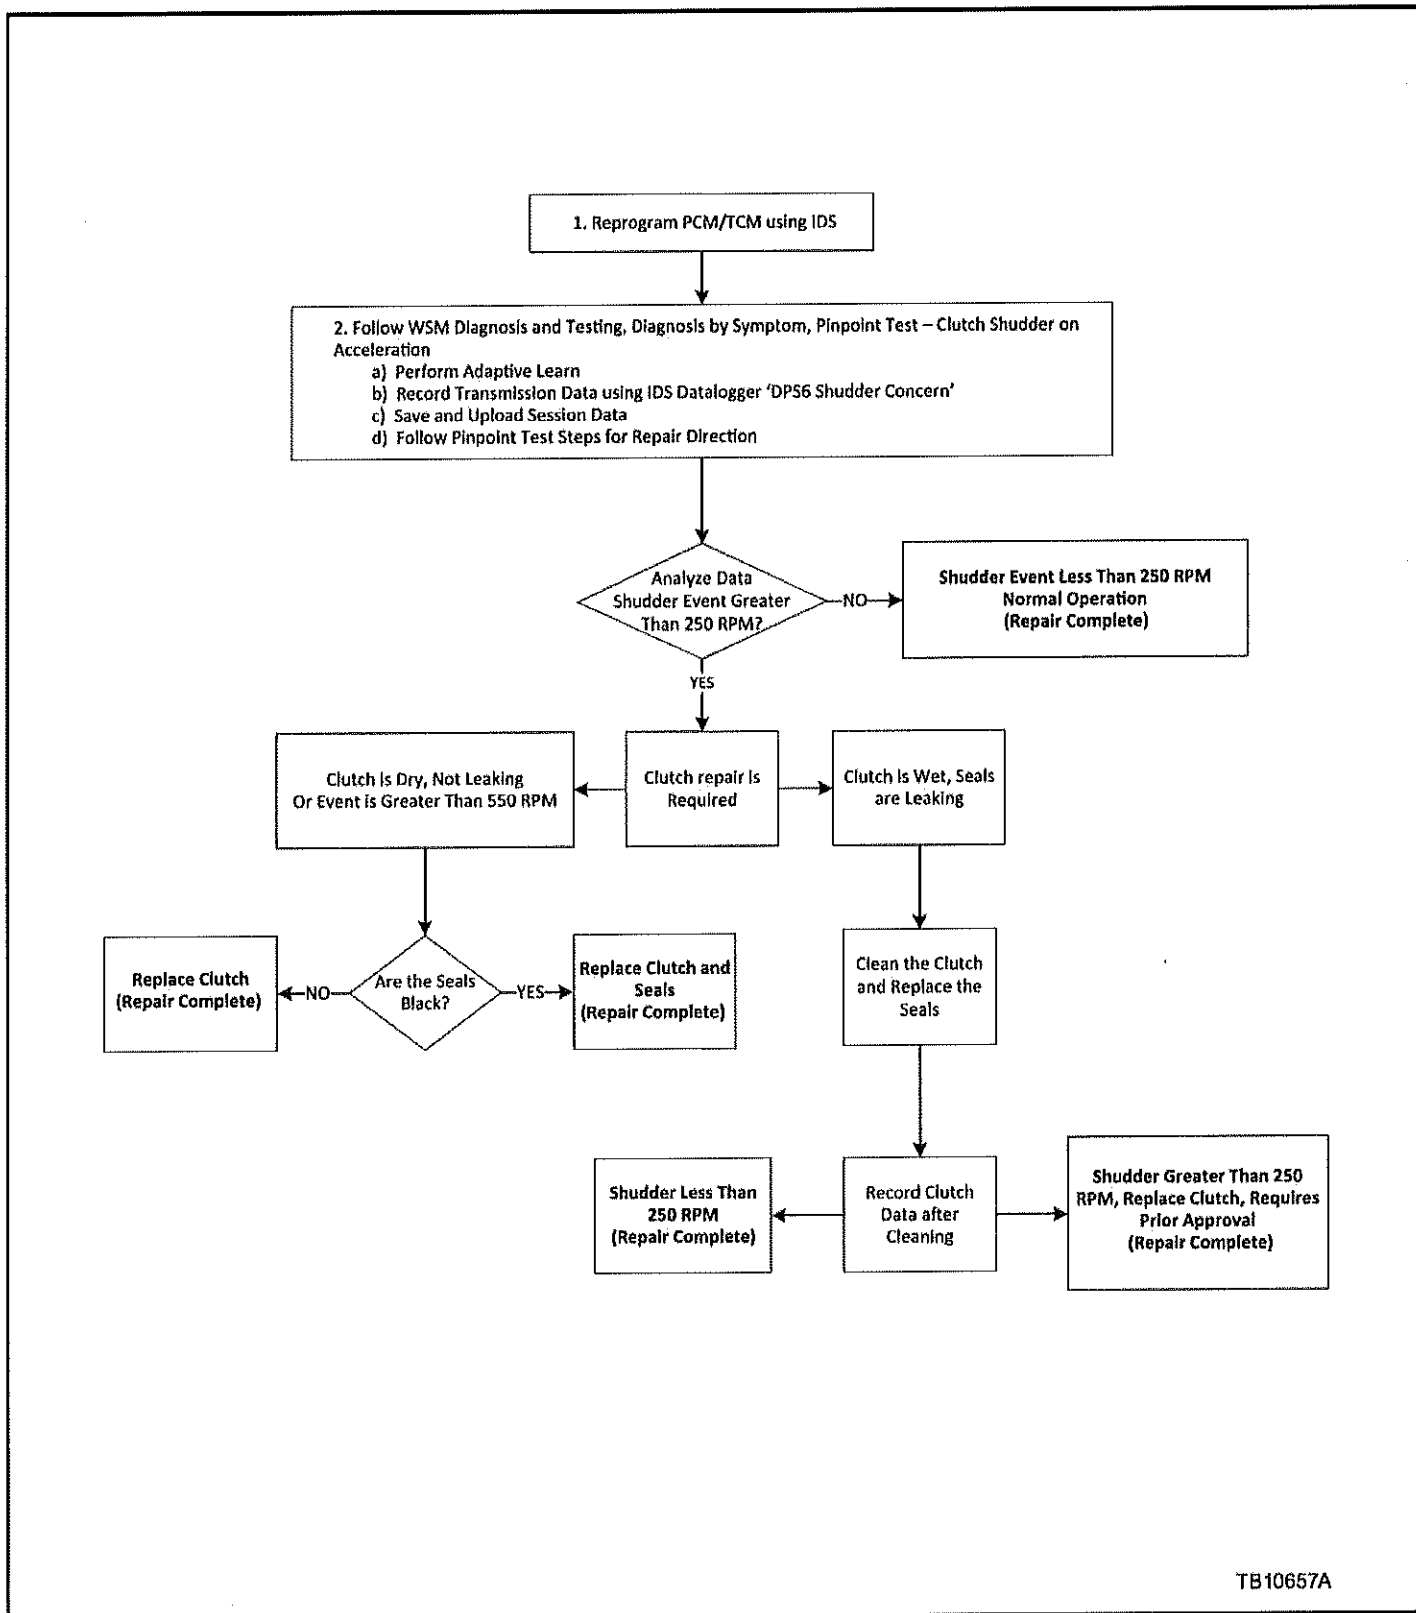 1. Reprogram PCM/TCM using IDS
2. Follow WSM Diagnosis and Testing, Diagnosis by Symptom, Pinpoint Test – Clutch Shudder on
Acceleration
a) Perform Adaptive Learn
b) Record Transmission Data using IDS Datalogger 'DPS6 Shudder Concern'
c) Save and Upload Session Data
d) Follow Pinpoint Test Steps for Repair Direction
Analyze Data
Shudder Event Greater
Than 250 RPM?
NO
Shudder Event Less Than 250 RPM
Normal Operation
(Repair Complete)
YES
Clutch is Dry, Not Leaking
Or Event is Greater Than 550 RPM
Clutch repair is
Required
Clutch is Wet, Seals
are Leaking
Replace Clutch
(Repair Complete)
NO
Are the Seals
Black?
YES
Replace Clutch and
Seals
(Repair Complete)
Clean the Clutch
and Replace the
Seals
Shudder Less Than
250 RPM
(Repair Complete)
Record Clutch
Data after
Cleaning
Shudder Greater Than 250
RPM, Replace Clutch, Requires
Prior Approval
(Repair Complete)
TB10657A